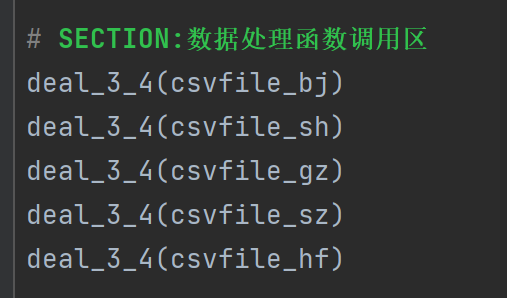 # SECTION:数据处理函数调用区
deal_3_4(csvfile_bj)
deal_3_4(csvfile_sh)
deal_3_4(csvfile_gz)
deal_3_4(csvfile_sz)
deal_3_4(csvfile_hf)